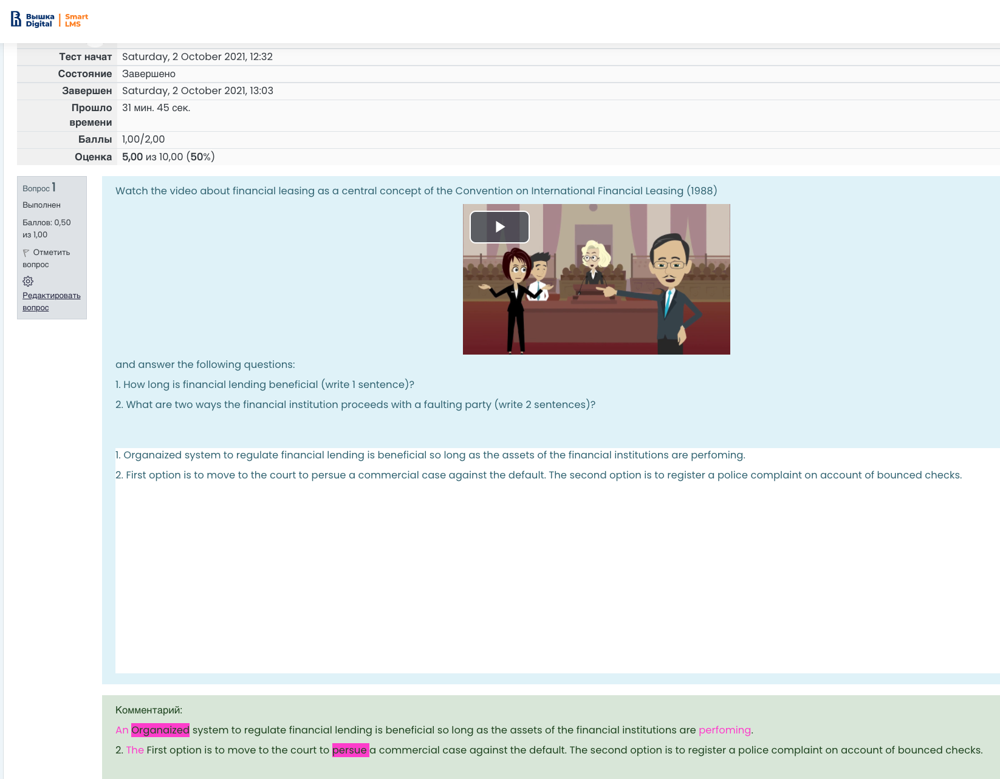 Вышка
Digital
Smart
LMS
Тест начат Saturday, 2 October 2021, 12:32
Состояние Завершено
Завершен Saturday, 2 October 2021, 13:03
Прошло времени 31 мин. 45 сек.
Баллы 1,00/2,00
Оценка 5,00 из 10,00 (50%)
Вопрос 1
Выполнен
Баллов: 0,50
из 1,00
Отметить
вопрос
Редактировать
вопрос
Watch the video about financial leasing as a central concept of the Convention on International Financial Leasing (1988)
and answer the following questions:
1. How long is financial lending beneficial (write 1 sentence)?
2. What are two ways the financial institution proceeds with a faulting party (write 2 sentences)?
1. Organaized system to regulate financial lending is beneficial so long as the assets of the financial institutions are perfoming.
2. First option is to move to the court to persue a commercial case against the default. The second option is to register a police complaint on account of bounced checks.
Комментарий:
An Organaized system to regulate financial lending is beneficial so long as the assets of the financial institutions are perfoming.
2. The First option is to move to the court to persue a commercial case against the default. The second option is to register a police complaint on account of bounced checks.